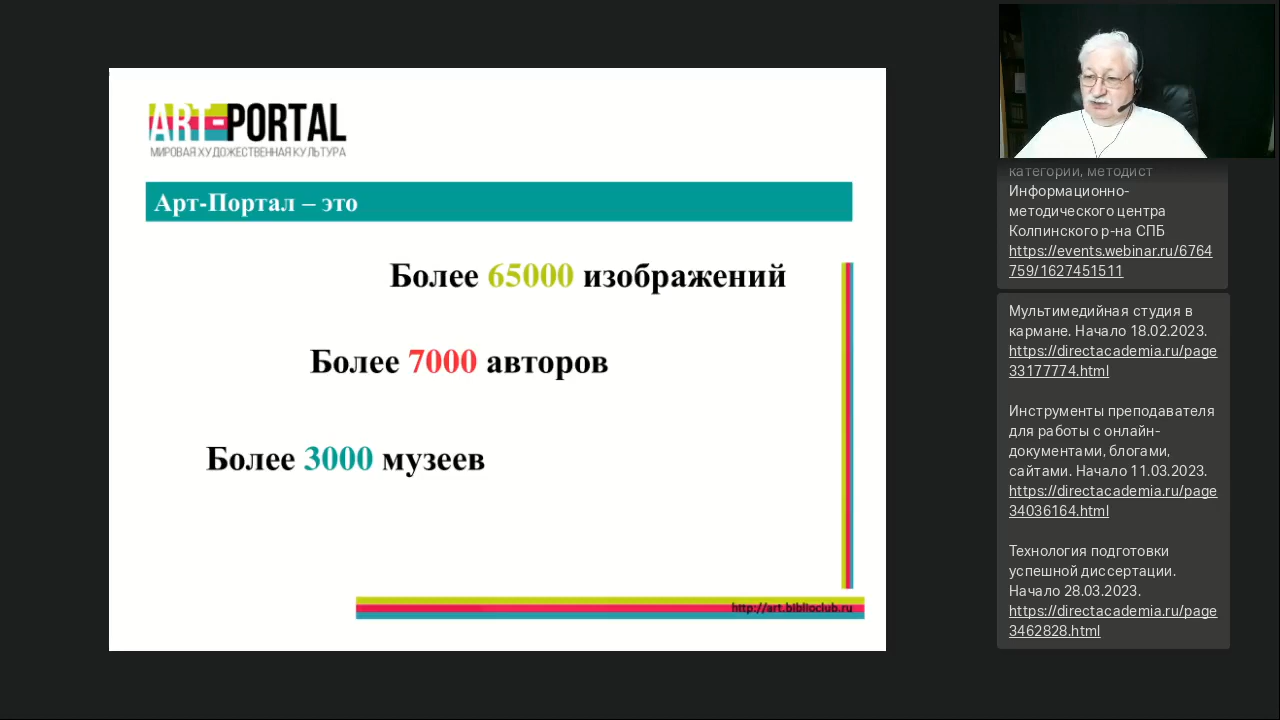 ART-PORTAL
МИРОВАЯ ХУДОЖЕСТВЕННАЯ КУЛЬТУРА
Арт-Портал – это
Более 65000 изображений
Более 7000 авторов
Более 3000 музеев
http://art.biblioclub.ru
категории, методист
Информационно-
методического центра
Колпинского р-на СПБ
https://events.webinar.ru/6764
759/1627451511
Мультимедийная студия в
кармане. Начало 18.02.2023.
https://directacademia.ru/page
33177774.html
Инструменты преподавателя
для работы с онлайн-
документами, блогами,
сайтами. Начало 11.03.2023.
https://directacademia.ru/page
34036164.html
Технология подготовки
успешной диссертации.
Начало 28.03.2023.
https://directacademia.ru/page
3462828.html